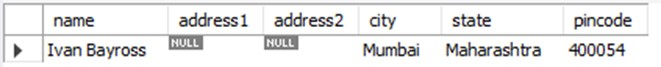 name address1 address2 city state pincode
Ivan Bayross NULL NULL Mumbai Maharashtra 400054